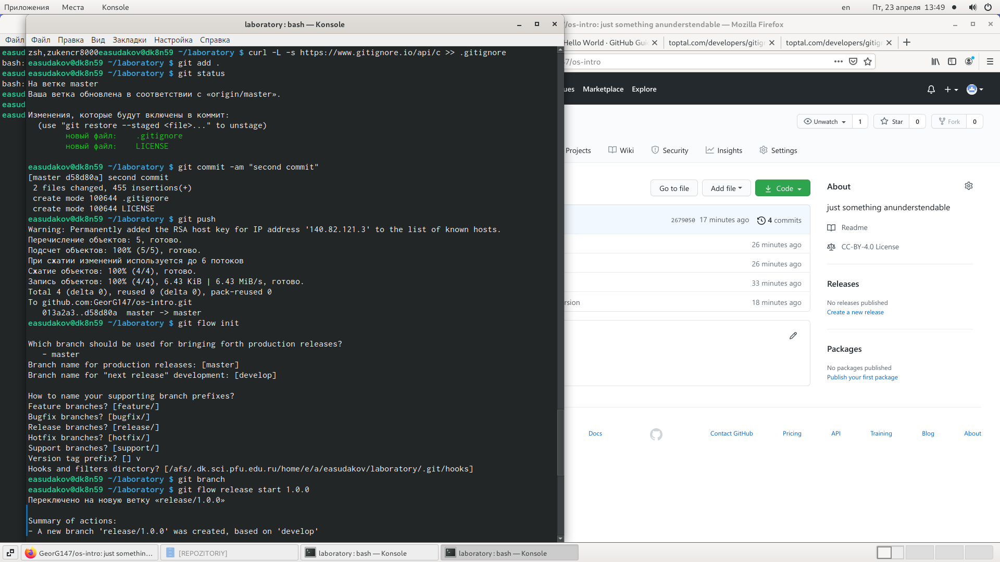 Приложения Места Konsole en Пт, 23 апреля 13:49
laboratory : bash — Konsole
/os-intro: just something anunderstendable — Mozilla Firefox
Файл
Файл Правка Вид Закладки Настройка Справка
Hello World · GitHub Gui
toptal.com/developers/gitig
toptal.com/developers/gitig
7/os-intro
easud
bash:
easud
bash:
easud
easud
easud
zsh,zukencr8000easudakov@dk8n59 ~/laboratory $ curl -L -s https://www.gitignore.io/api/c >> .gitignore
easudakov@dk8n59 ~/laboratory $ git add .
easudakov@dk8n59 ~/laboratory $ git status
На ветке master
Ваша ветка обновлена в соответствии с «origin/master».
Изменения, которые будут включены в коммит:
(use "git restore --staged <file>..." to unstage)
новый файл: .gitignore
новый файл: LICENSE
easudakov@dk8n59 ~/laboratory $ git commit -am "second commit"
[master d58d80a] second commit
2 files changed, 455 insertions(+)
create mode 100644 .gitignore
create mode 100644 LICENSE
easudakov@dk8n59 ~/laboratory $ git push
Warning: Permanently added the RSA host key for IP address '140.82.121.3' to the list of known hosts.
Перечисление объектов: 5, готово.
Подсчет объектов: 100% (5/5), готово.
При сжатии изменений используется до 6 потоков
Сжатие объектов: 100% (4/4), готово.
Запись объектов: 100% (4/4), 6.43 KiB | 6.43 MiB/s, готово.
Total 4 (delta 0), reused 0 (delta 0), pack-reused 0
To github.com:GeorG147/os-intro.git
013a2a3..d58d80a master -> master
easudakov@dk8n59 ~/laboratory $ git flow init
Which branch should be used for bringing forth production releases?
- master
Branch name for production releases: [master]
Branch name for "next release" development: [develop]
How to name your supporting branch prefixes?
Feature branches? [feature/]
Bugfix branches? [bugfix/]
Release branches? [release/]
Hotfix branches? [hotfix/]
Support branches? [support/]
Version tag prefix? [] v
Hooks and filters directory? [/afs/.dk.sci.pfu.edu.ru/home/e/a/easudakov/laboratory/.git/hooks]
easudakov@dk8n59 ~/laboratory $ git branch
easudakov@dk8n59 ~/laboratory $ git flow release start 1.0.0
Переключено на новую ветку «release/1.0.0»
Summary of actions:
- A new branch 'release/1.0.0' was created, based on 'develop'
ues Marketplace Explore
Unwatch 1 Star 0 Fork 0
Projects Wiki Security Insights Settings
Go to file Add file Code
2679050 17 minutes ago 4 commits
26 minutes ago
26 minutes ago
33 minutes ago
rsion 18 minutes ago
About
just something anunderstendable
Readme
CC-BY-4.0 License
Releases
No releases published
Create a new release
Packages
No packages published
Publish your first package
Docs Contact GitHub Pricing API Training Blog About
GeorG147/os-intro: just somethin... [REPOZITORIY] laboratory : bash — Konsole laboratory : bash — Konsole